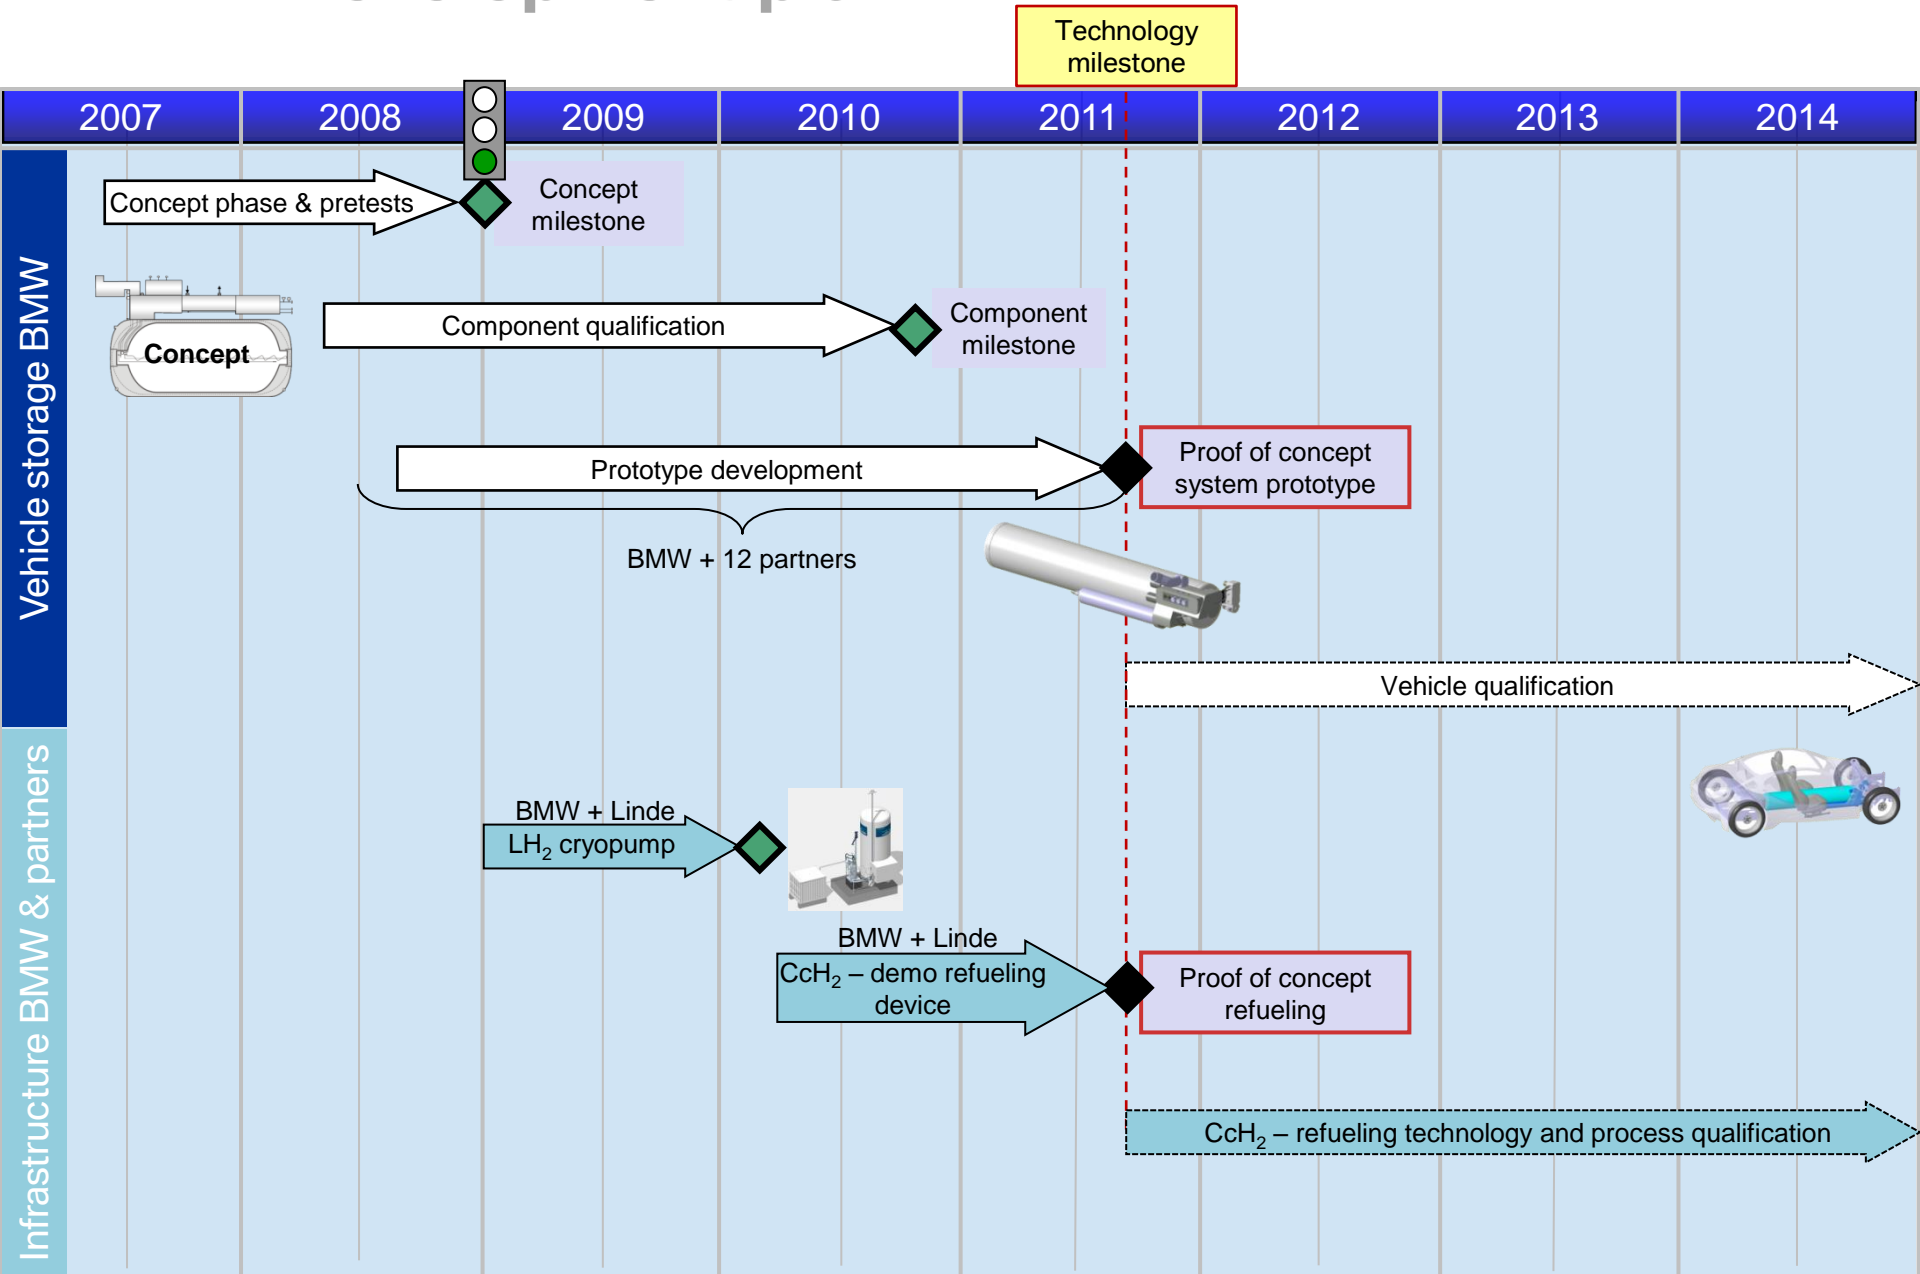 Technology
milestone
2007 2008 2009 2010 2011 2012 2013 2014
Vehicle storage BMW
Concept phase & pretests
Concept
milestone
Concept
Component qualification
Component
milestone
Prototype development
Proof of concept
system prototype
BMW + 12 partners
Vehicle qualification
Infrastructure BMW & partners
BMW + Linde
LH₂ cryopump
BMW + Linde
CcH₂ – demo refueling
device
Proof of concept
refueling
CcH₂ – refueling technology and process qualification